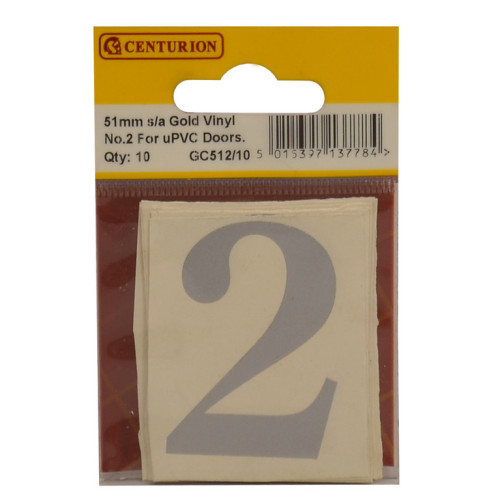 CENTURION
51mm s/a Gold Vinyl
No.2 For uPVC Doors.
Qty: 10 GC512/10
5 015397 137784 >
2